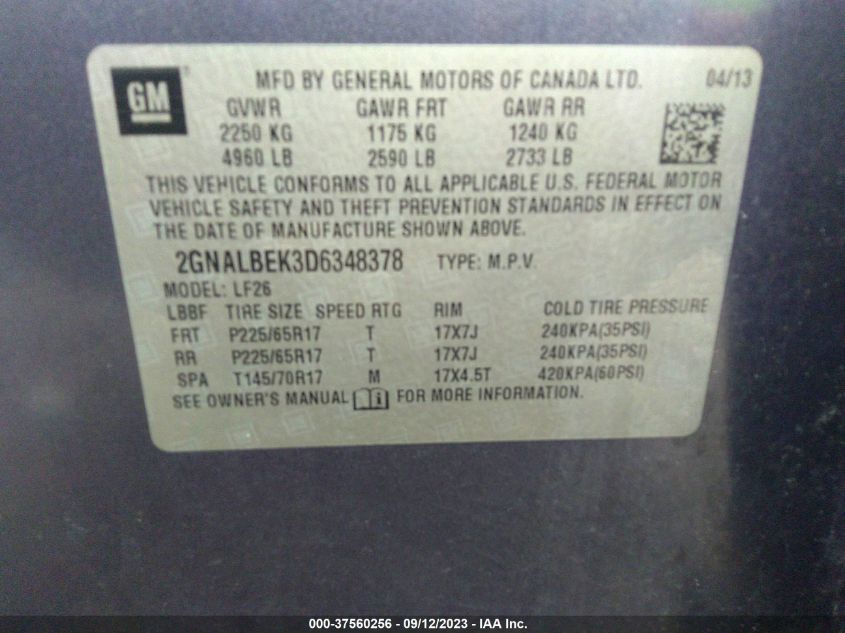 GM
MFD BY GENERAL MOTORS OF CANADA LTD. 04/13
GVWR GAWR FRT GAWR RR
2250 KG 1175 KG 1240 KG
4960 LB 2590 LB 2733 LB
THIS VEHICLE CONFORMS TO ALL APPLICABLE U.S. FEDERAL MOTOR
VEHICLE SAFETY AND THEFT PREVENTION STANDARDS IN EFFECT ON
THE DATE OF MANUFACTURE SHOWN ABOVE.
2GNALBEK3D6348378 TYPE: M.P.V.
MODEL: LF26
LBBF TIRE SIZE SPEED RTG RIM COLD TIRE PRESSURE
FRT P225/65R17 T 17X7J 240KPA(35PSI)
RR P225/65R17 T 17X7J 240KPA(35PSI)
SPA T145/70R17 M 17X4.5T 420KPA(60PSI)
SEE OWNER'S MANUAL FOR MORE INFORMATION.
000-37560256 - 09/12/2023 - IAA Inc.